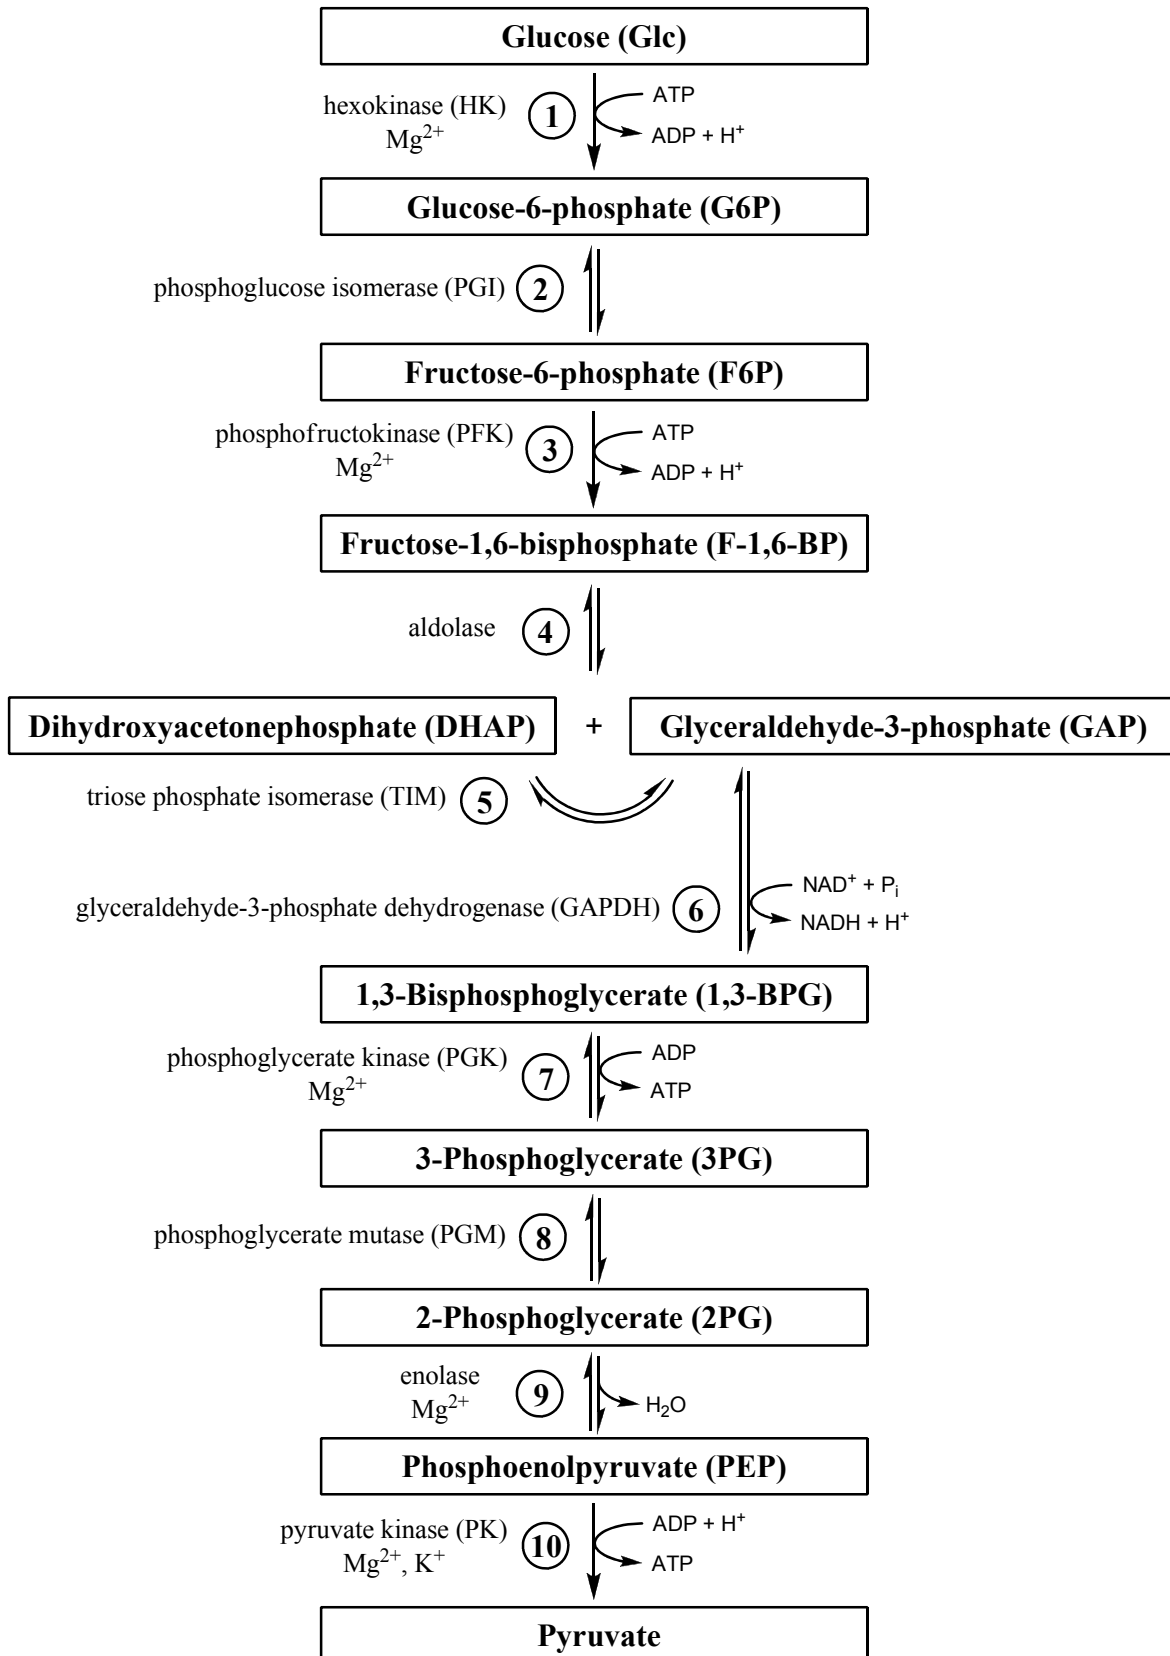 Glucose (Glc)
hexokinase (HK)
Mg²⁺
1
ATP
ADP + H⁺
Glucose-6-phosphate (G6P)
phosphoglucose isomerase (PGI)
2
Fructose-6-phosphate (F6P)
phosphofructokinase (PFK)
Mg²⁺
3
ATP
ADP + H⁺
Fructose-1,6-bisphosphate (F-1,6-BP)
aldolase
4
Dihydroxyacetonephosphate (DHAP) + Glyceraldehyde-3-phosphate (GAP)
triose phosphate isomerase (TIM)
5
glyceraldehyde-3-phosphate dehydrogenase (GAPDH)
6
NAD⁺ + Pᵢ
NADH + H⁺
1,3-Bisphosphoglycerate (1,3-BPG)
phosphoglycerate kinase (PGK)
Mg²⁺
7
ADP
ATP
3-Phosphoglycerate (3PG)
phosphoglycerate mutase (PGM)
8
2-Phosphoglycerate (2PG)
enolase
Mg²⁺
9
H₂O
Phosphoenolpyruvate (PEP)
pyruvate kinase (PK)
Mg²⁺, K⁺
10
ADP + H⁺
ATP
Pyruvate